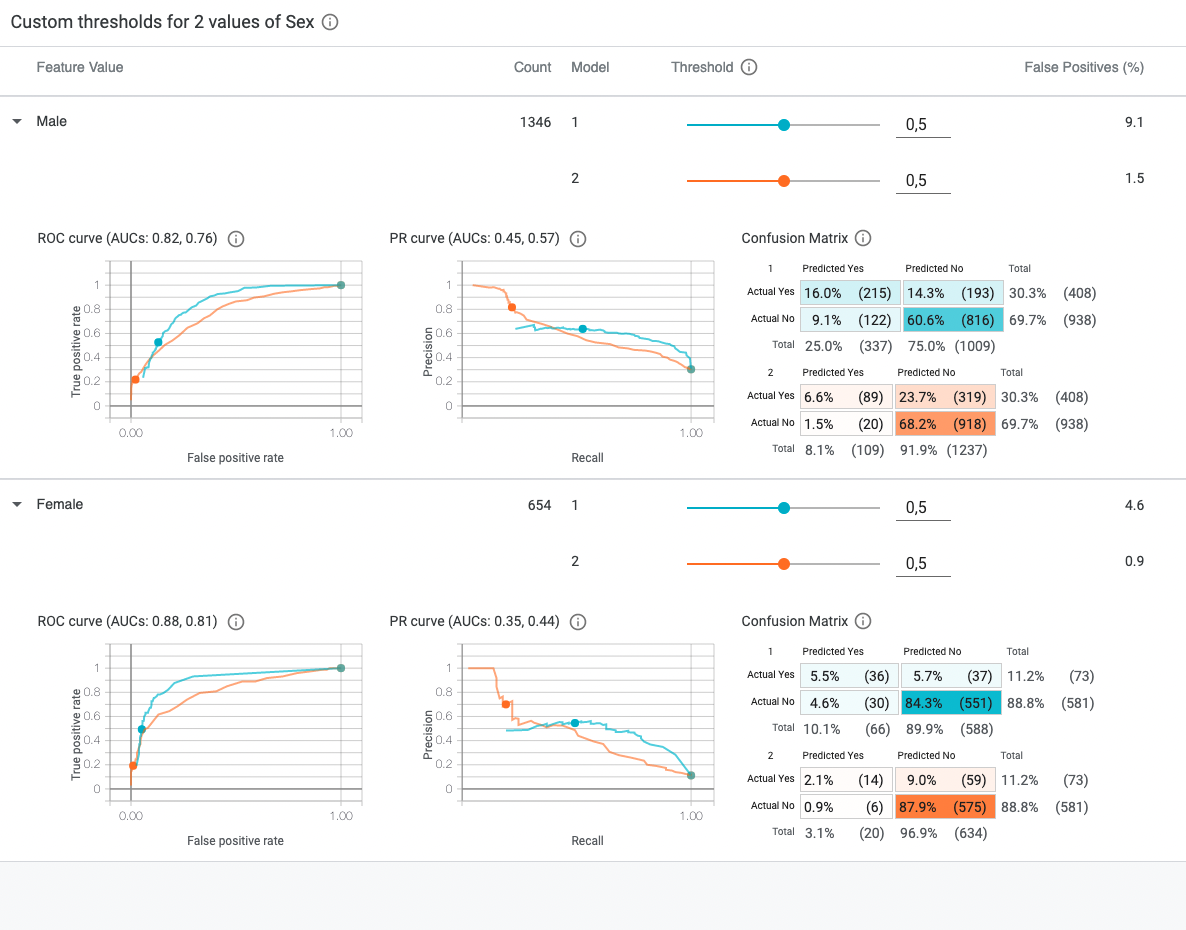 Custom thresholds for 2 values of Sex
Feature Value Count Model Threshold False Positives (%)
Male 1346 1 0,5 9.1
2 0,5 1.5
ROC curve (AUCs: 0.82, 0.76)
True positive rate
1
0.8
0.6
0.4
0.2
0
0.00 1.00
False positive rate
PR curve (AUCs: 0.45, 0.57)
Precision
1
0.8
0.6
0.4
0.2
0
1.00
Recall
Confusion Matrix
1 Predicted Yes Predicted No Total
Actual Yes 16.0% (215) 14.3% (193) 30.3% (408)
Actual No 9.1% (122) 60.6% (816) 69.7% (938)
Total 25.0% (337) 75.0% (1009)
2 Predicted Yes Predicted No Total
Actual Yes 6.6% (89) 23.7% (319) 30.3% (408)
Actual No 1.5% (20) 68.2% (918) 69.7% (938)
Total 8.1% (109) 91.9% (1237)
Female 654 1 0,5 4.6
2 0,5 0.9
ROC curve (AUCs: 0.88, 0.81)
True positive rate
1
0.8
0.6
0.4
0.2
0
0.00 1.00
False positive rate
PR curve (AUCs: 0.35, 0.44)
Precision
1
0.8
0.6
0.4
0.2
0
1.00
Recall
Confusion Matrix
1 Predicted Yes Predicted No Total
Actual Yes 5.5% (36) 5.7% (37) 11.2% (73)
Actual No 4.6% (30) 84.3% (551) 88.8% (581)
Total 10.1% (66) 89.9% (588)
2 Predicted Yes Predicted No Total
Actual Yes 2.1% (14) 9.0% (59) 11.2% (73)
Actual No 0.9% (6) 87.9% (575) 88.8% (581)
Total 3.1% (20) 96.9% (634)